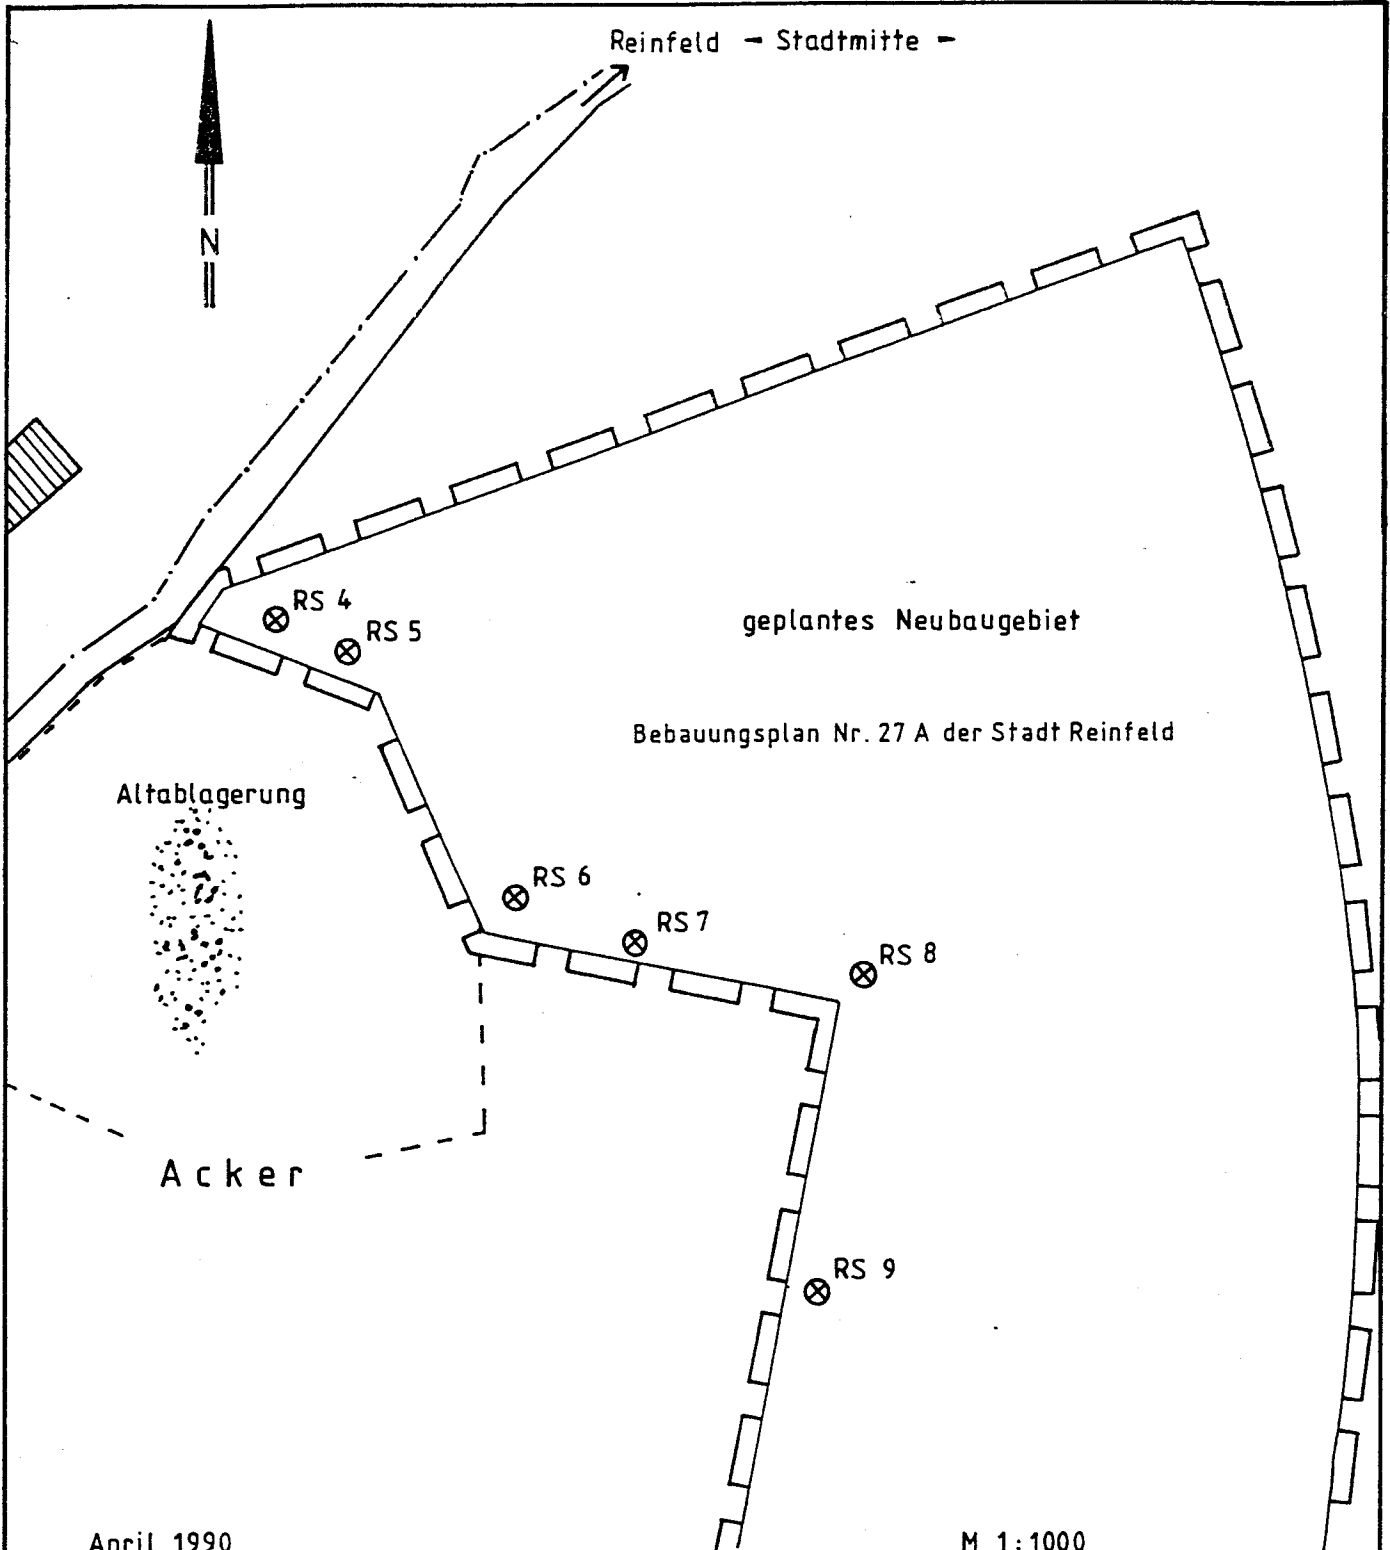 Reinfeld - Stadtmitte -
N
RS 4
RS 5
geplantes Neubaugebiet
Bebauungsplan Nr. 27 A der Stadt Reinfeld
Altablagerung
RS 6
RS 7
RS 8
Acker
RS 9
April 1990
M 1:1000